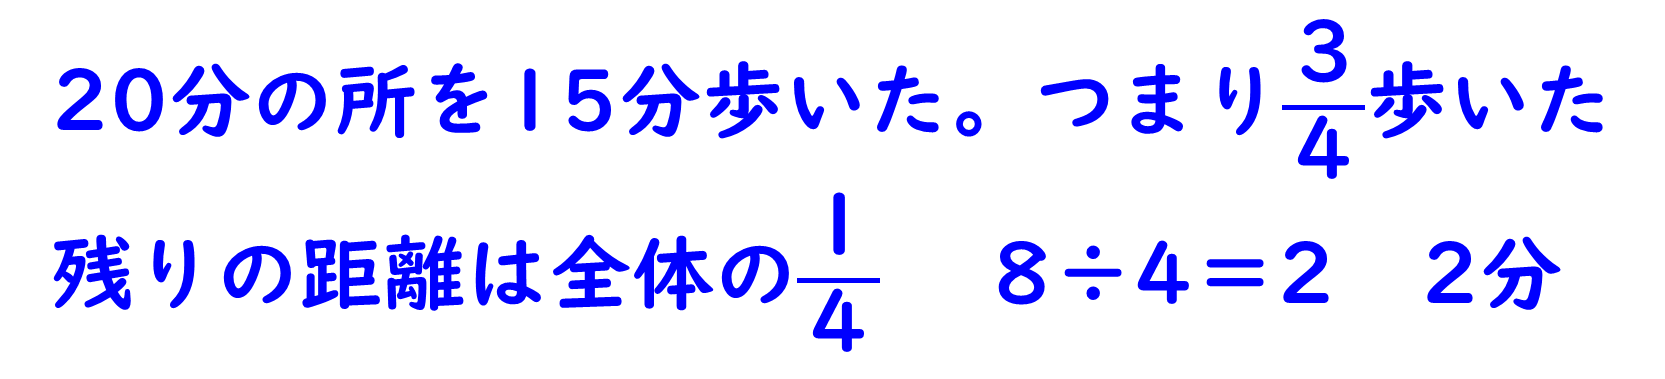 20分の所を15分歩いた。つまり3/4歩いた
残りの距離は全体の1/4　8÷4＝2　2分